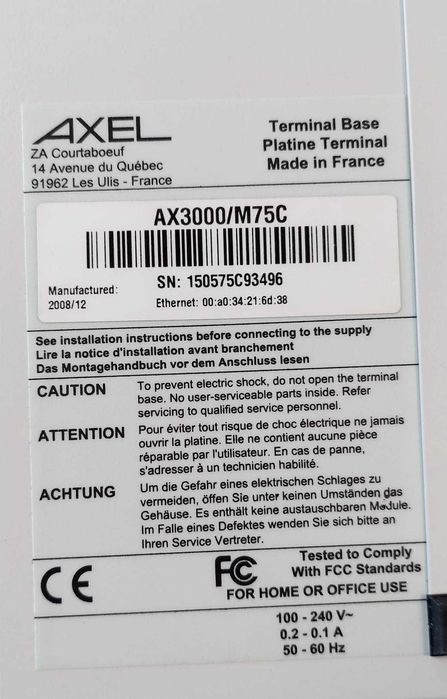 AXEL
ZA Courtaboeuf
14 Avenue du Québec
91962 Les Ulis - France
Terminal Base
Platine Terminal
Made in France
AX3000/M75C
SN: 150575C93496
Manufactured:
2008/12
Ethernet: 00:a0:34:21:6d:38
See installation instructions before connecting to the supply
Lire la notice d'installation avant branchement
Das Montagehandbuch vor dem Anschluss lesen
CAUTION
To prevent electric shock, do not open the terminal
base. No user-serviceable parts inside. Refer
servicing to qualified service personnel.
ATTENTION
Pour éviter tout risque de choc électrique ne jamais
ouvrir la platine. Elle ne contient aucune pièce
réparable par l'utilisateur. En cas de panne,
s'adresser à un technicien habilité.
ACHTUNG
Um die Gefahr eines elektrischen Schlages zu
vermeiden, öffen Sie unter keinen Umständen das
Gehäuse. Es enthält keine austauschbaren Module.
Im Falle eines Defektes wenden Sie sich bitte an
Ihren Service Vertreter.
CE
FC
Tested to Comply
With FCC Standards
FOR HOME OR OFFICE USE
100 - 240 V~
0.2 - 0.1 A
50 - 60 Hz